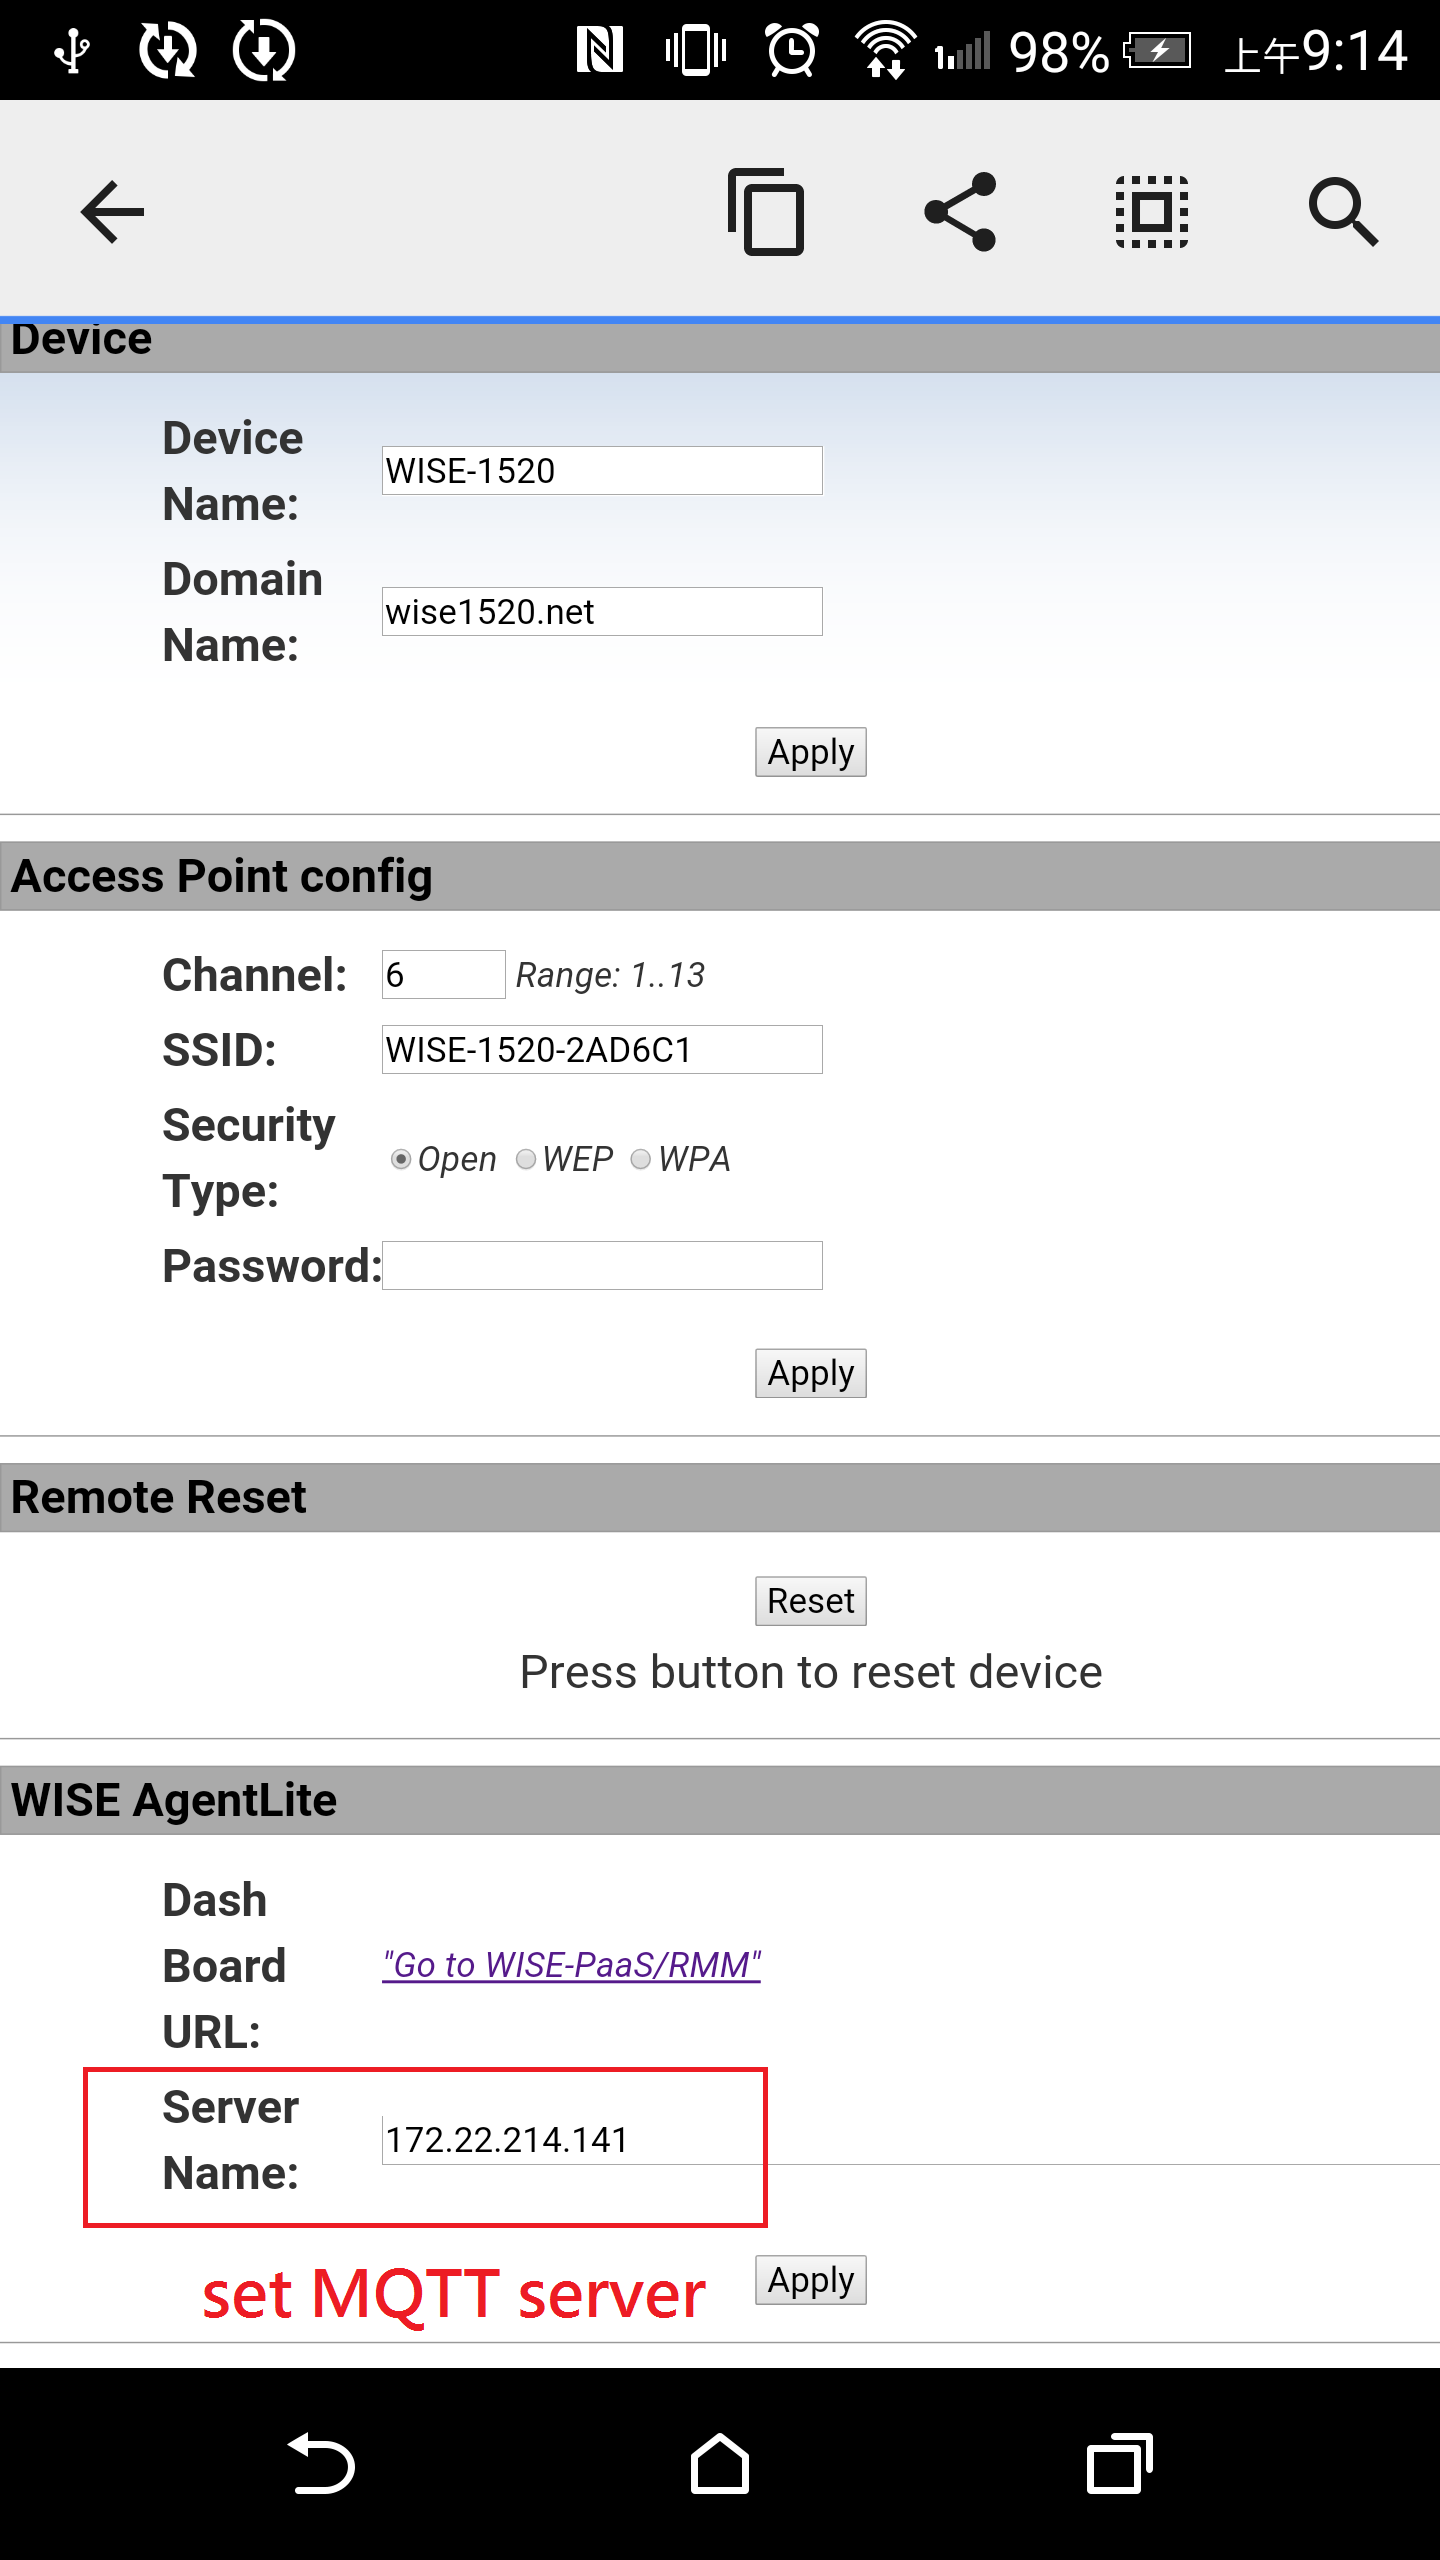 98% 上午9:14
Device
Device
Name:
WISE-1520
Domain
Name:
wise1520.net
Apply
Access Point config
Channel: 6 Range: 1..13
SSID: WISE-1520-2AD6C1
Security
Type:
Open WEP WPA
Password:
Apply
Remote Reset
Reset
Press button to reset device
WISE AgentLite
Dash
Board
URL:
"Go to WISE-PaaS/RMM"
Server
Name:
172.22.214.141
set MQTT server
Apply